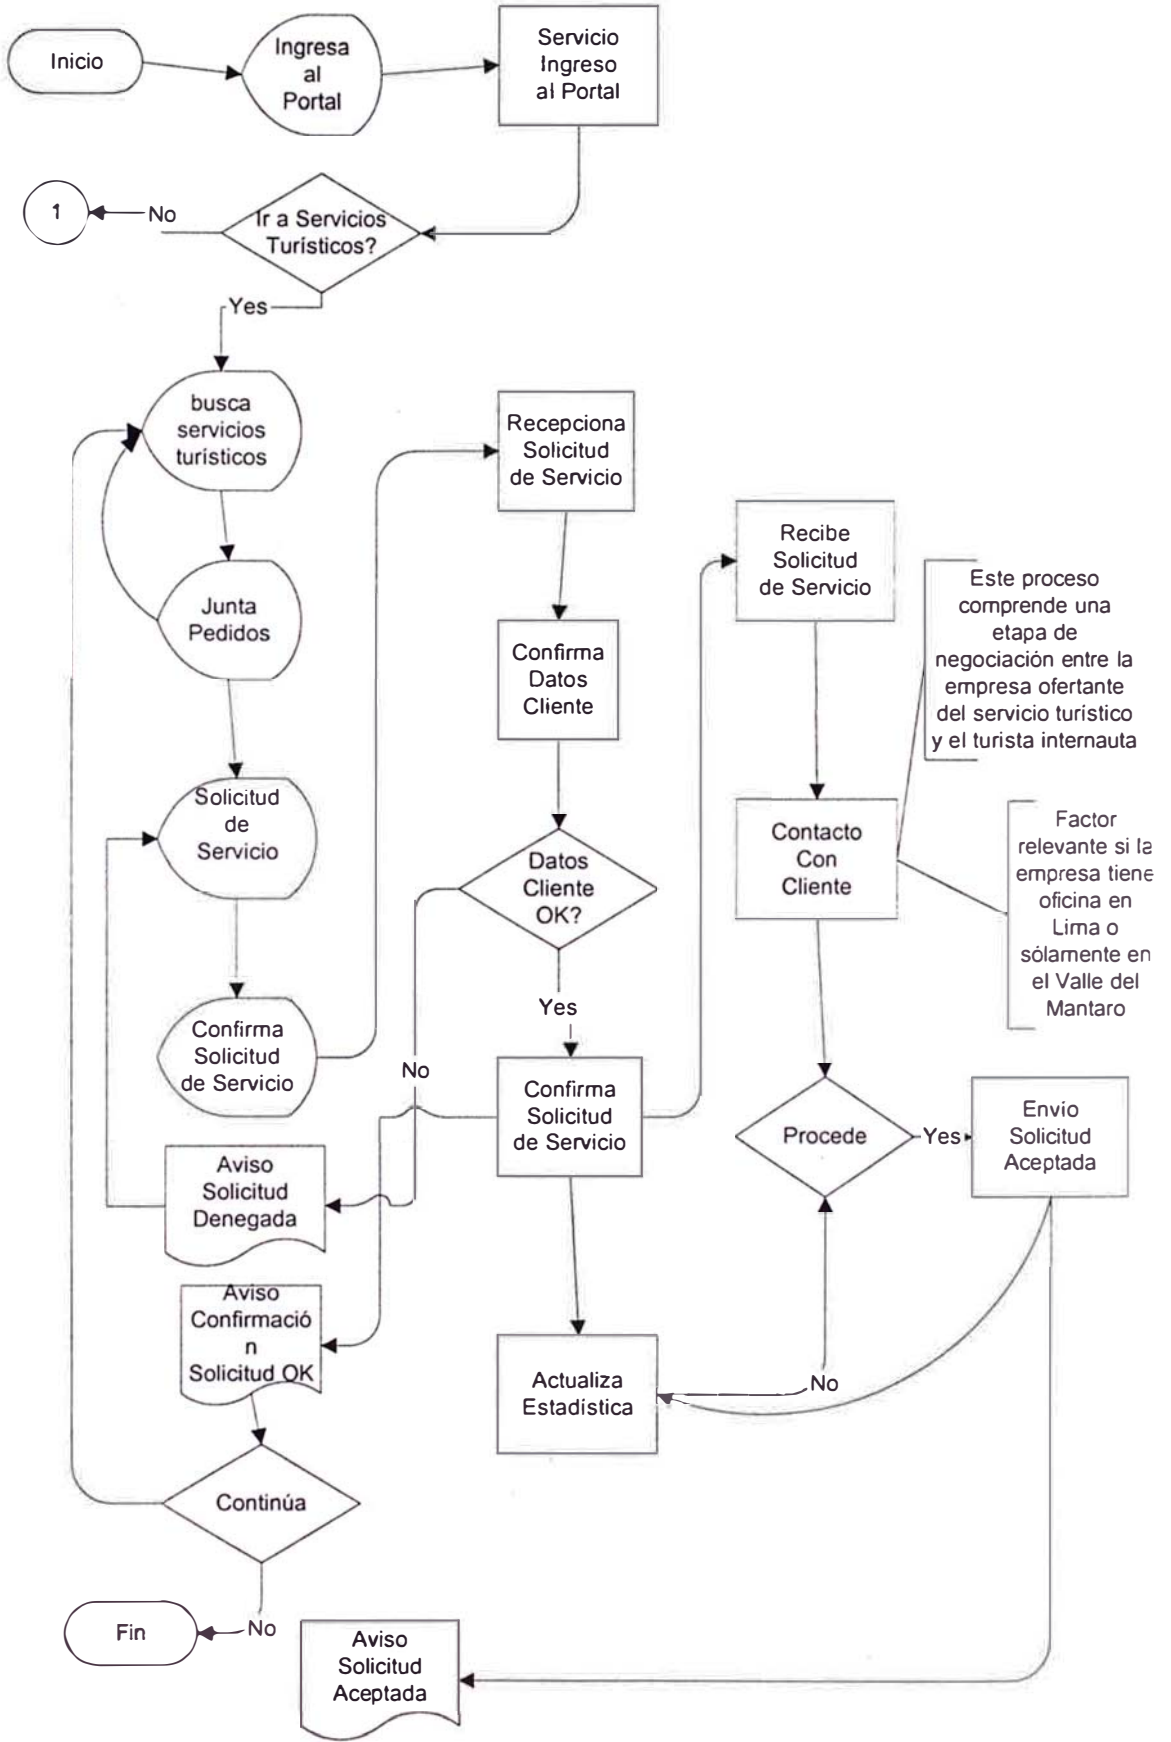 Inicio
Ingresa
al
Portal
Servicio
Ingreso
al Portal
1
No
Ir a Servicios
Turísticos?
Yes
busca
servicios
turísticos
Junta
Pedidos
Solicitud
de
Servicio
Confirma
Solicitud
de Servicio
Aviso
Solicitud
Denegada
Aviso
Confirmació
n
Solicitud OK
Continúa
No
Fin
Recepciona
Solicitud
de Servicio
Confirma
Datos
Cliente
Datos
Cliente
OK?
No
Yes
Confirma
Solicitud
de Servicio
Actualiza
Estadística
Recibe
Solicitud
de Servicio
Contacto
Con
Cliente
Este proceso
comprende una
etapa de
negociación entre la
empresa ofertante
del servicio turístico
y el turista internauta
Factor
relevante si la
empresa tiene
oficina en
Lima o
sólamente en
el Valle del
Mantaro
Procede
Yes
Envio
Solicitud
Aceptada
No
Aviso
Solicitud
Aceptada